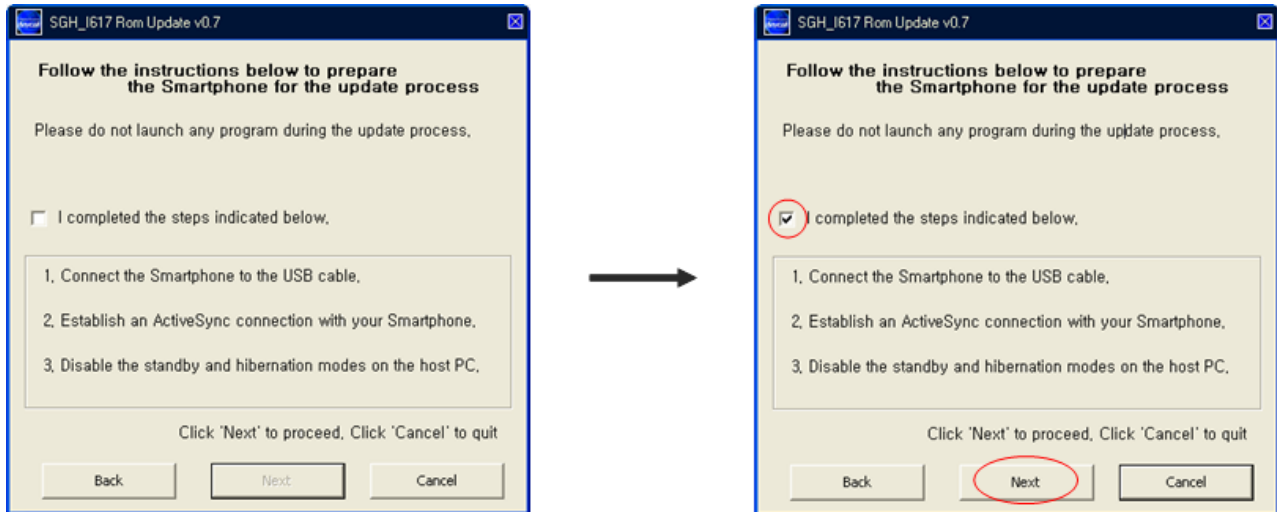 SGH_I617 Rom Update v0.7
Follow the instructions below to prepare
the Smartphone for the update process
Please do not launch any program during the update process,
I completed the steps indicated below,
1, Connect the Smartphone to the USB cable,
2, Establish an ActiveSync connection with your Smartphone,
3, Disable the standby and hibernation modes on the host PC,
Click 'Next' to proceed, Click 'Cancel' to quit
Back
Next
Cancel
SGH_I617 Rom Update v0.7
Follow the instructions below to prepare
the Smartphone for the update process
Please do not launch any program during the update process,
I completed the steps indicated below,
1, Connect the Smartphone to the USB cable,
2, Establish an ActiveSync connection with your Smartphone,
3, Disable the standby and hibernation modes on the host PC,
Click 'Next' to proceed, Click 'Cancel' to quit
Back
Next
Cancel